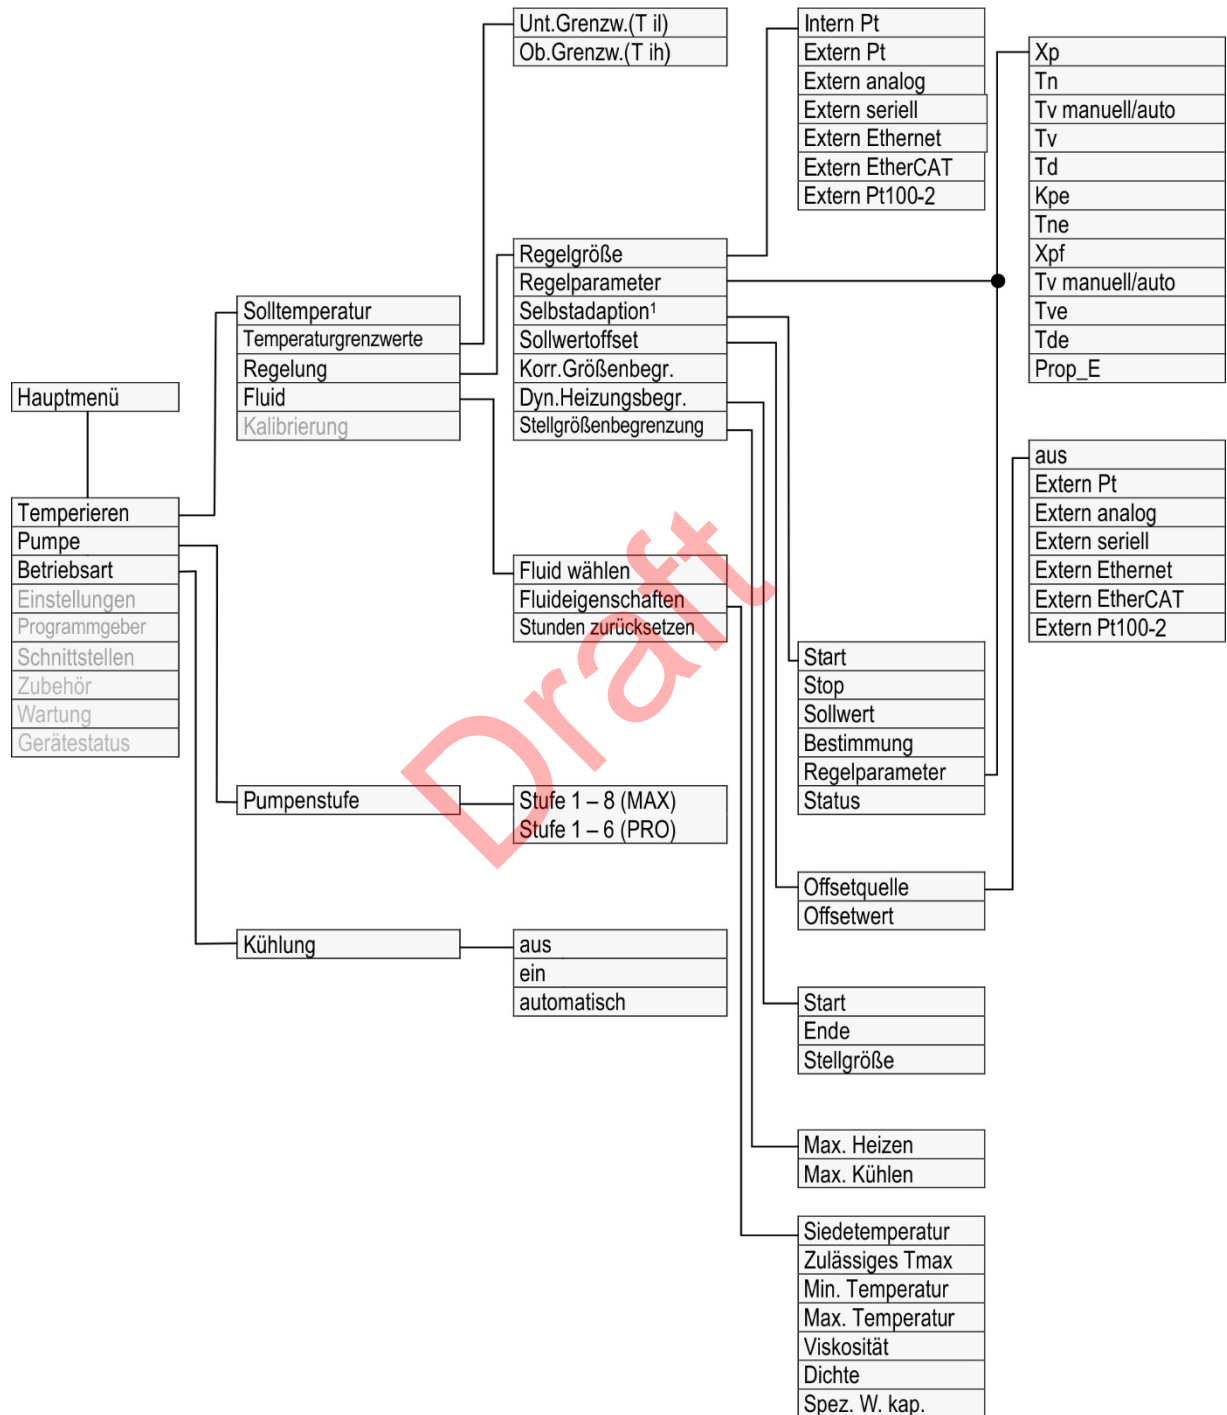 Hauptmenü
Temperieren
Pumpe
Betriebsart
Einstellungen
Programmgeber
Schnittstellen
Zubehör
Wartung
Gerätestatus
Solltemperatur
Temperaturgrenzwerte
Regelung
Fluid
Kalibrierung
Pumpenstufe
Kühlung
Unt.Grenzw.(T il)
Ob.Grenzw.(T ih)
Regelgröße
Regelparameter
Selbstadaption¹
Sollwertoffset
Korr.Größenbegr.
Dyn.Heizungsbegr.
Stellgrößenbegrenzung
Fluid wählen
Fluideigenschaften
Stunden zurücksetzen
Stufe 1 – 8 (MAX)
Stufe 1 – 6 (PRO)
aus
ein
automatisch
Intern Pt
Extern Pt
Extern analog
Extern seriell
Extern Ethernet
Extern EtherCAT
Extern Pt100-2
Start
Stop
Sollwert
Bestimmung
Regelparameter
Status
Offsetquelle
Offsetwert
Start
Ende
Stellgröße
Max. Heizen
Max. Kühlen
Siedetemperatur
Zulässiges Tmax
Min. Temperatur
Max. Temperatur
Viskosität
Dichte
Spez. W. kap.
Xp
Tn
Tv manuell/auto
Tv
Td
Kpe
Tne
Xpf
Tv manuell/auto
Tve
Tde
Prop_E
aus
Extern Pt
Extern analog
Extern seriell
Extern Ethernet
Extern EtherCAT
Extern Pt100-2
Draft